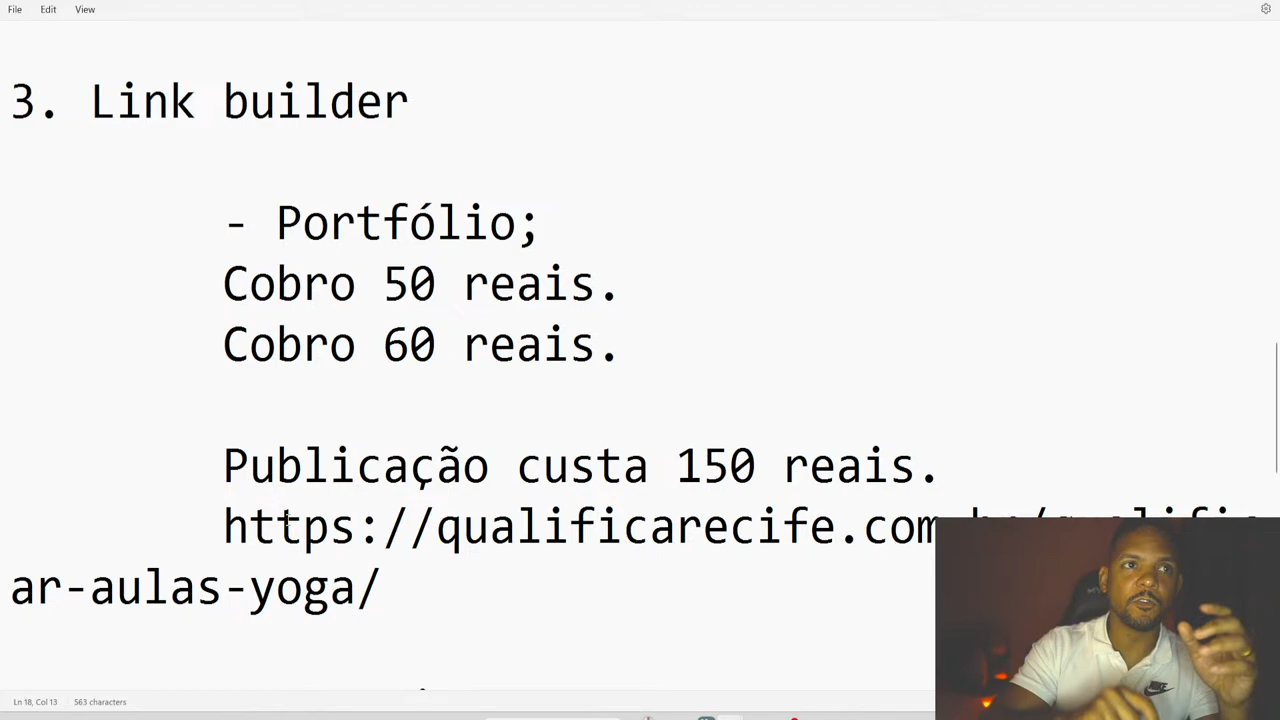 File Edit View
3. Link builder
- Portfólio;
Cobro 50 reais.
Cobro 60 reais.
Publicação custa 150 reais.
https://qualificarecife.com
ar-aulas-yoga/
Ln 18, Col 13 563 characters